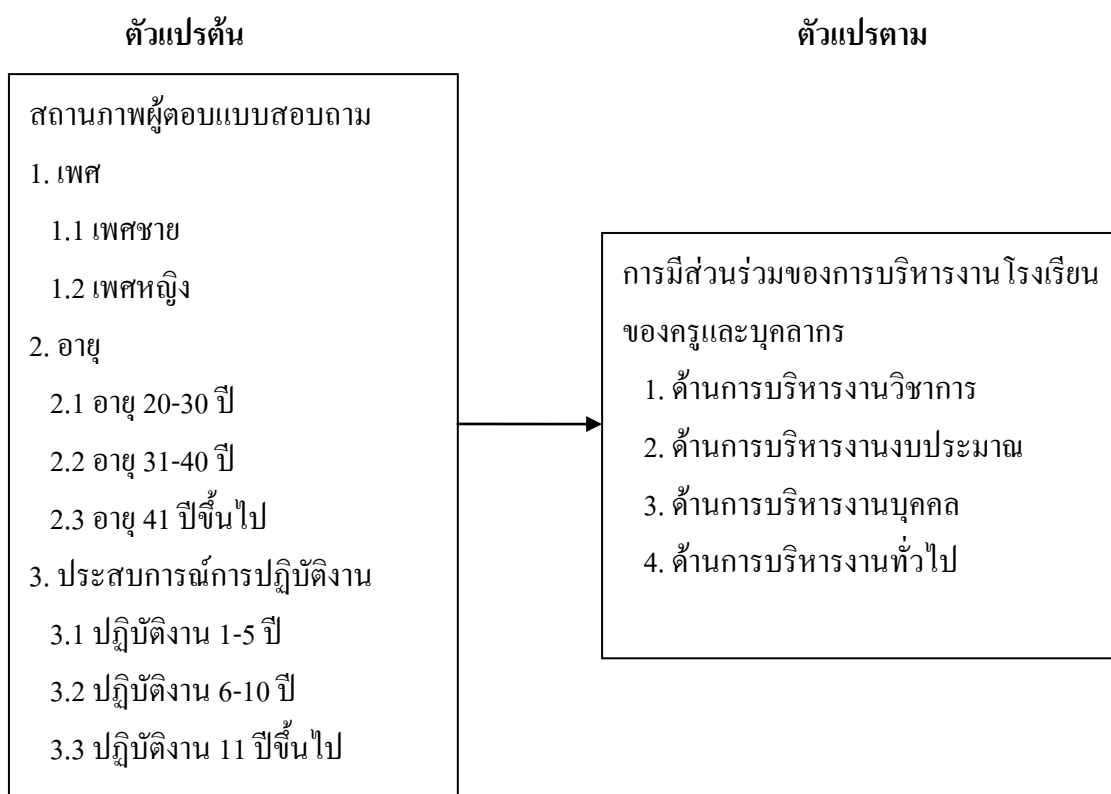 ตัวแปรต้น
ตัวแปรตาม
สถานภาพผู้ตอบแบบสอบถาม
1. เพศ
1.1 เพศชาย
1.2 เพศหญิง
2. อายุ
2.1 อายุ 20-30 ปี
2.2 อายุ 31-40 ปี
2.3 อายุ 41 ปีขึ้นไป
3. ประสบการณ์การปฏิบัติงาน
3.1 ปฏิบัติงาน 1-5 ปี
3.2 ปฏิบัติงาน 6-10 ปี
3.3 ปฏิบัติงาน 11 ปีขึ้นไป
การมีส่วนร่วมของการบริหารงานโรงเรียน
ของครูและบุคลากร
1. ด้านการบริหารงานวิชาการ
2. ด้านการบริหารงานงบประมาณ
3. ด้านการบริหารงานบุคคล
4. ด้านการบริหารงานทั่วไป